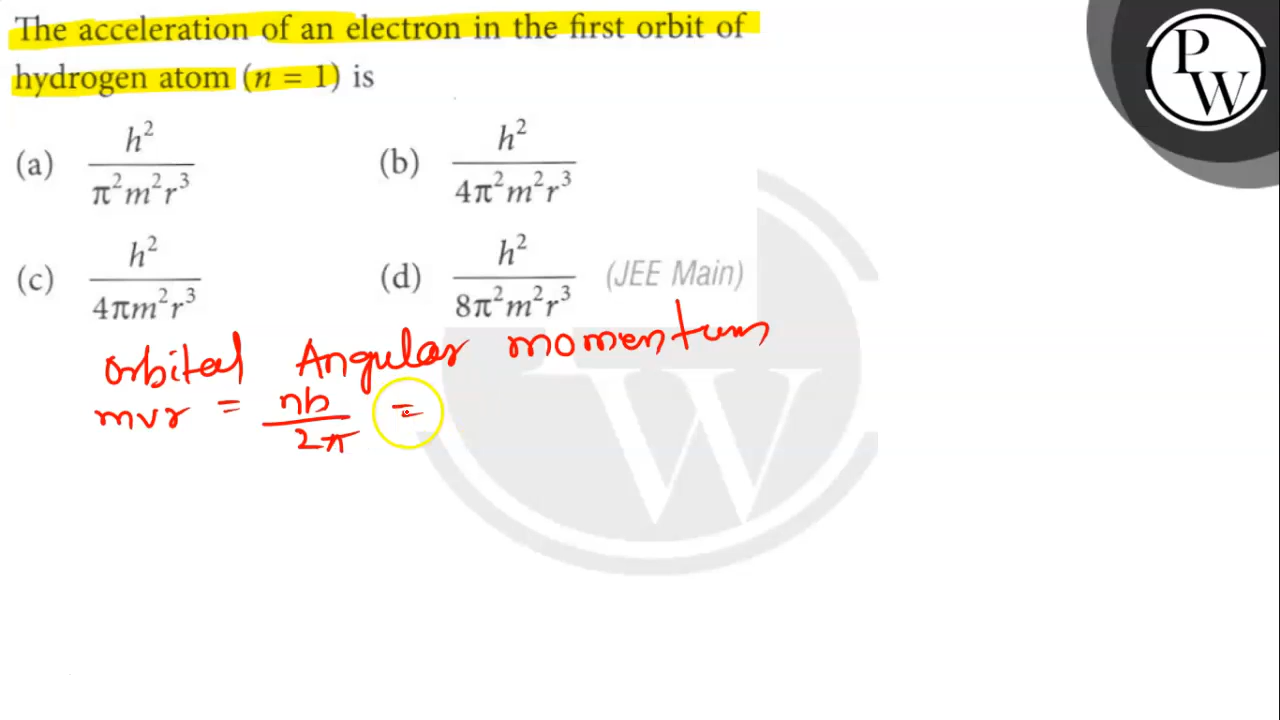 The acceleration of an electron in the first orbit of
hydrogen atom (n = 1) is
(a) h²/π²m²r³ (b) h²/4π²m²r³
(c) h²/4πm²r³ (d) h²/8π²m²r³ (JEE Main)
Orbital Angular momentum
mvr = nh/2π =
P
W
W